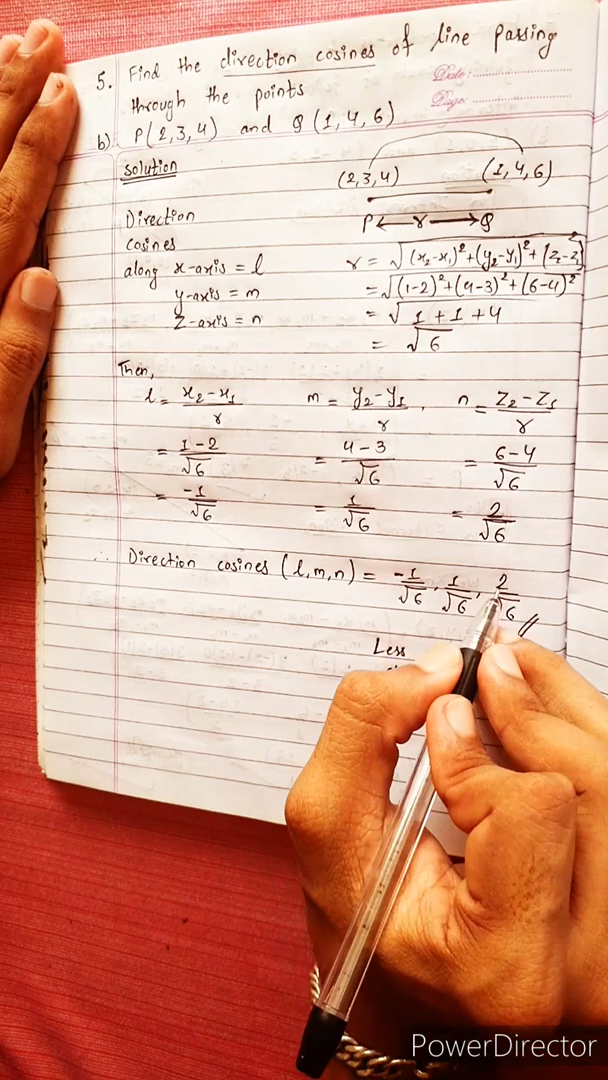 5. Find the direction cosines of line passing
through the points
Date:
Page:
b) P(2,3,4) and Q(1,4,6)
solution
(2,3,4) (1,4,6)
P ← r → Q
Direction
cosines
along x-axis = l
y-axis = m
z-axis = n
r = √(x₂-x₁)²+(y₂-y₁)²+(z₂-z₁)
= √(1-2)²+(4-3)²+(6-4)²
= √1+1+4
= √6
Then,
l = x₂-x₁/r m = y₂-y₁/r , n = z₂-z₁/r
= 1-2/√6 = 4-3/√6 = 6-4/√6
= -1/√6 = 1/√6 = 2/√6
∴ Direction cosines (l,m,n) = -1/√6, 1/√6, 2/√6 //
Less
PowerDirector